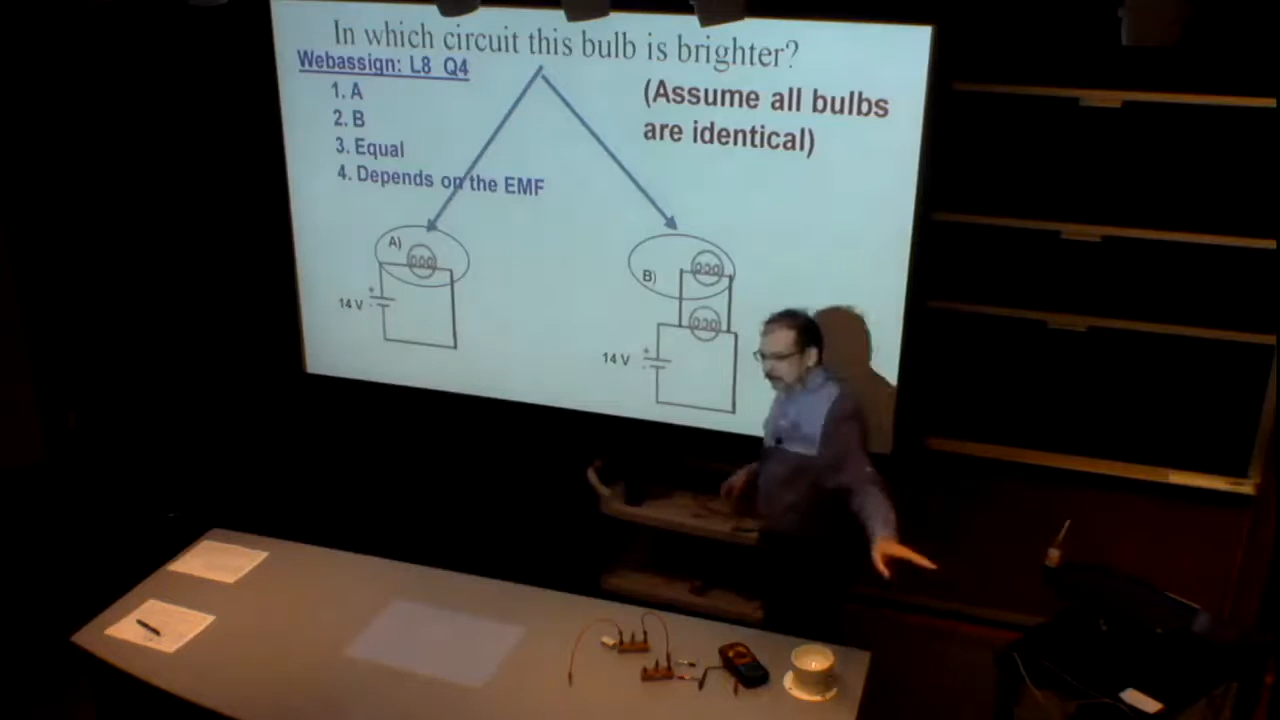 In which circuit this bulb is brighter?
Webassign: L8 Q4
1. A
2. B
3. Equal
4. Depends on the EMF
(Assume all bulbs
are identical)
A)
+
-
14 V
B)
+
-
14 V